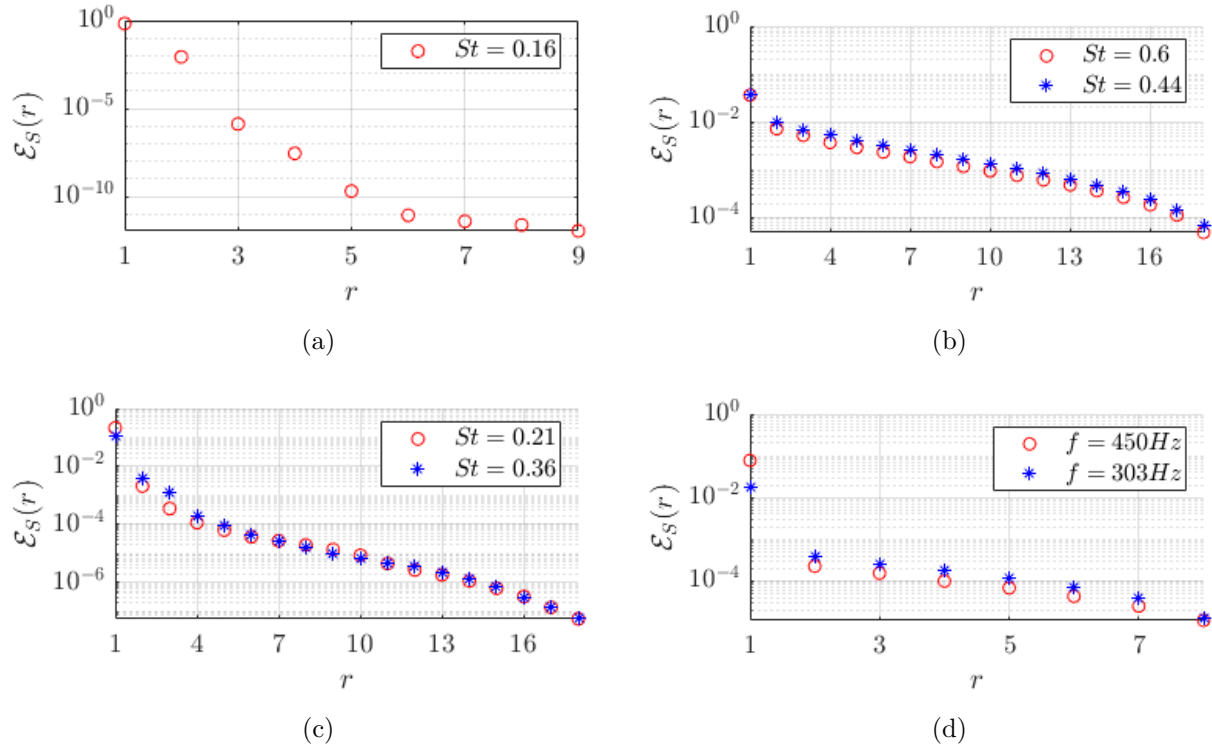 10^0
10^-5
10^-10
ℰ_S(r)
St = 0.16
1 3 5 7 9
r
(a)
10^0
10^-2
10^-4
ℰ_S(r)
St = 0.6
St = 0.44
1 4 7 10 13 16
r
(b)
10^0
10^-2
10^-4
10^-6
ℰ_S(r)
St = 0.21
St = 0.36
1 4 7 10 13 16
r
(c)
10^0
10^-2
10^-4
ℰ_S(r)
f = 450Hz
f = 303Hz
1 3 5 7
r
(d)